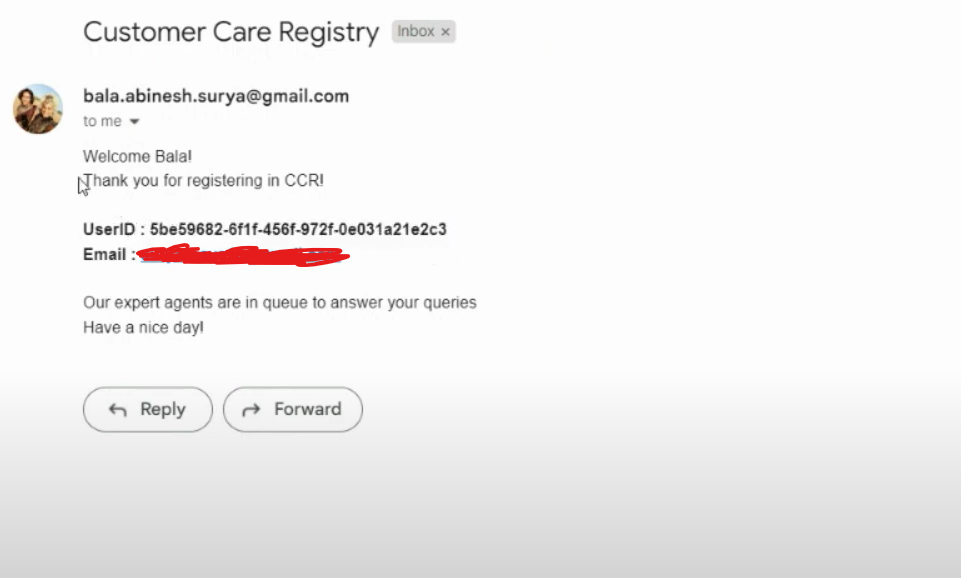 Customer Care Registry Inbox ×
bala.abinesh.surya@gmail.com
to me
Welcome Bala!
Thank you for registering in CCR!
UserID : 5be59682-6f1f-456f-972f-0e031a21e2c3
Email :
Our expert agents are in queue to answer your queries
Have a nice day!
Reply Forward